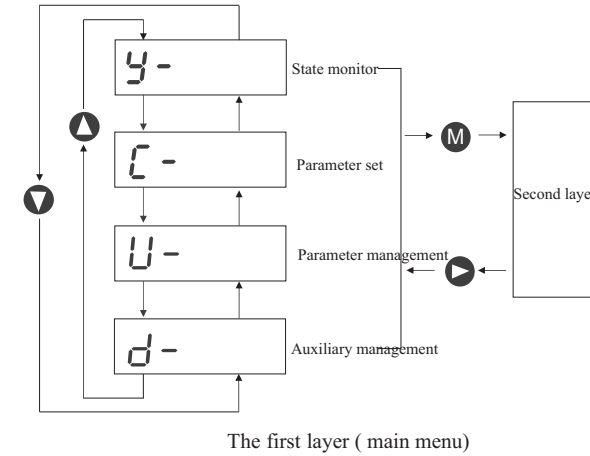 y-
State monitor
M
C-
Parameter set
Second laye
U-
Parameter management
d-
Auxiliary management
The first layer ( main menu)